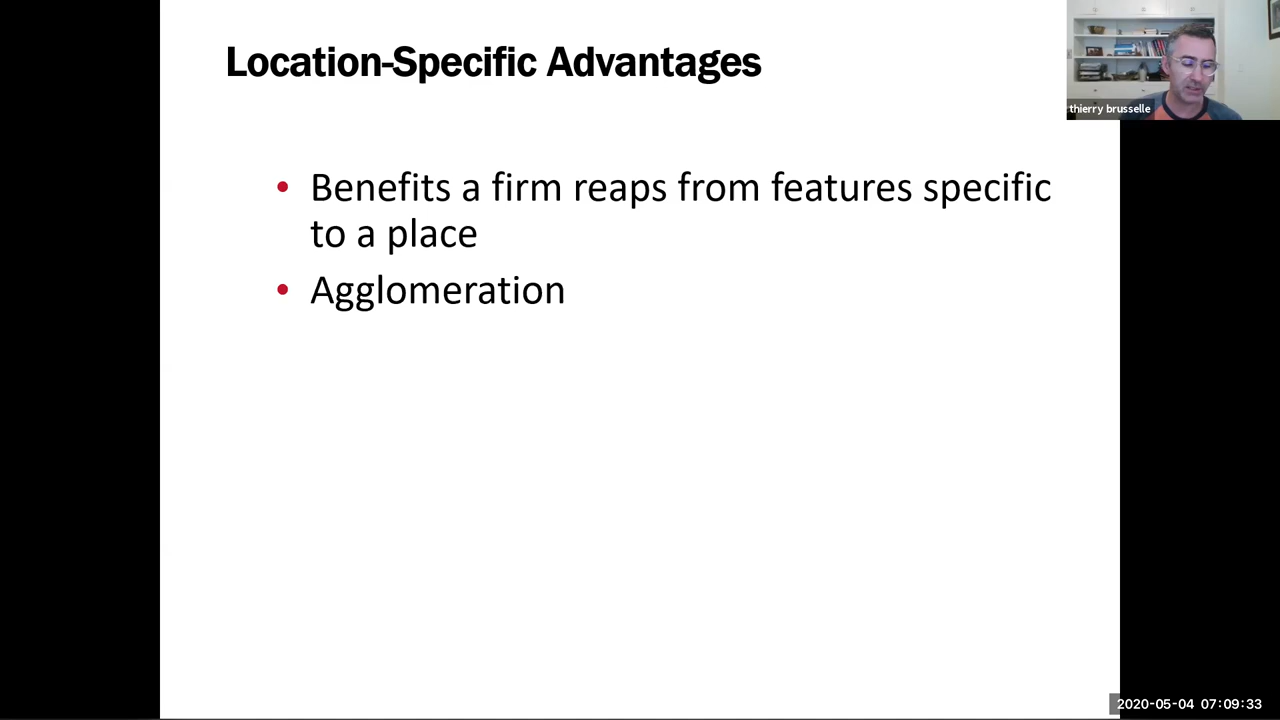 Location-Specific Advantages
thierry brusselle
• Benefits a firm reaps from features specific
to a place
• Agglomeration
2020-05-04 07:09:33